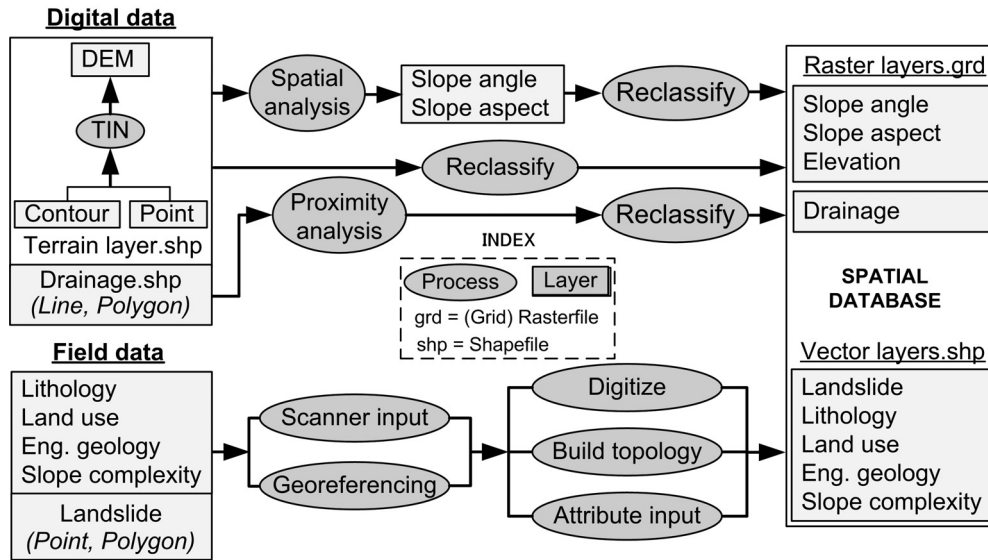 Digital data
DEM
TIN
Contour
Point
Terrain layer.shp
Drainage.shp
(Line, Polygon)
Spatial
analysis
Slope angle
Slope aspect
Reclassify
Reclassify
Proximity
analysis
Reclassify
INDEX
Process
Layer
grd = (Grid) Rasterfile
shp = Shapefile
Raster layers.grd
Slope angle
Slope aspect
Elevation
Drainage
SPATIAL
DATABASE
Field data
Lithology
Land use
Eng. geology
Slope complexity
Landslide
(Point, Polygon)
Scanner input
Georeferencing
Digitize
Build topology
Attribute input
Vector layers.shp
Landslide
Lithology
Land use
Eng. geology
Slope complexity